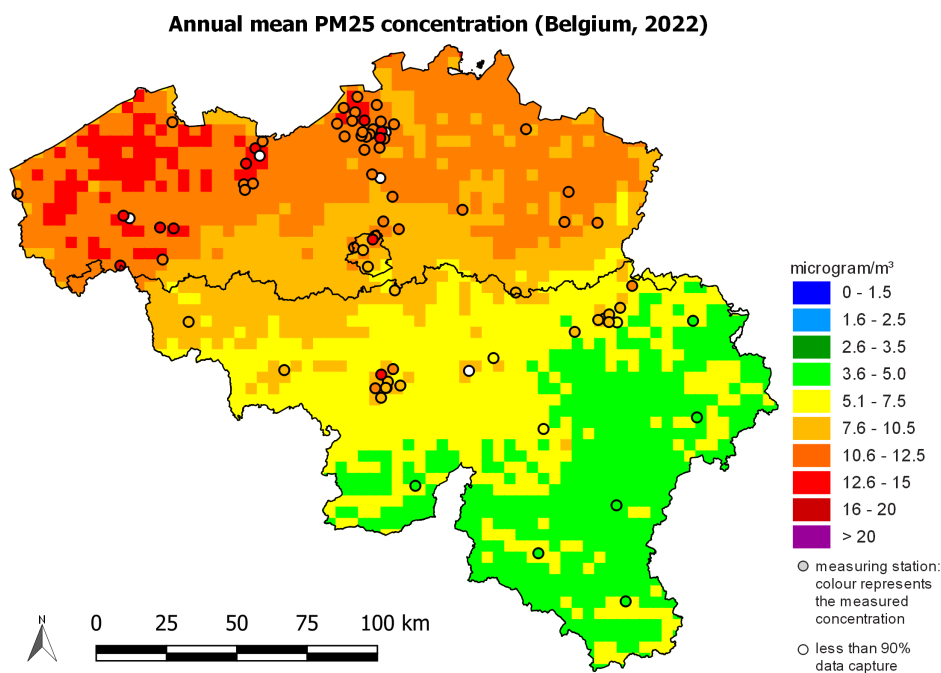 Annual mean PM25 concentration (Belgium, 2022)
microgram/m³
0 - 1.5
1.6 - 2.5
2.6 - 3.5
3.6 - 5.0
5.1 - 7.5
7.6 - 10.5
10.6 - 12.5
12.6 - 15
16 - 20
> 20
measuring station:
colour represents
the measured
concentration
less than 90%
data capture
N
0 25 50 75 100 km